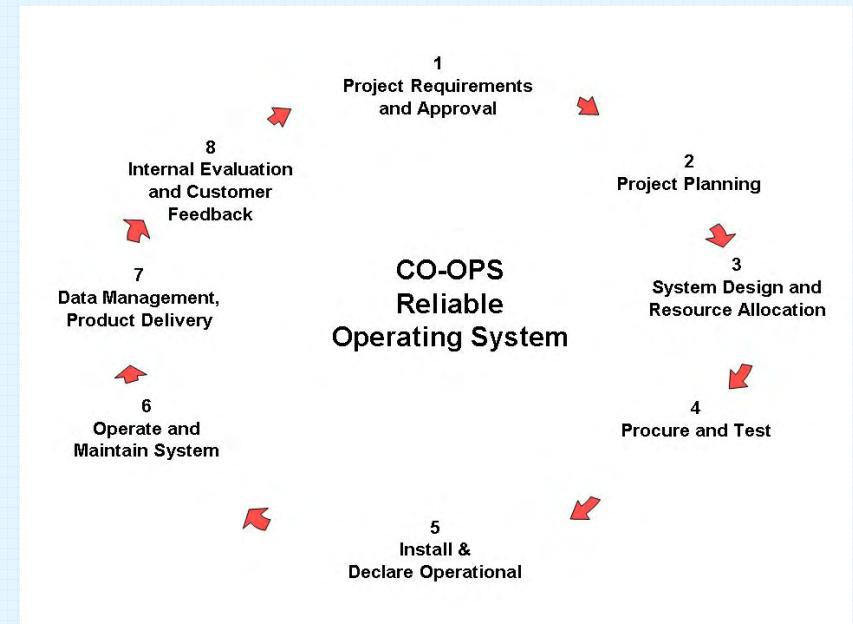 1
Project Requirements
and Approval
2
Project Planning
3
System Design and
Resource Allocation
4
Procure and Test
5
Install &
Declare Operational
6
Operate and
Maintain System
7
Data Management,
Product Delivery
8
Internal Evaluation
and Customer
Feedback
CO-OPS
Reliable
Operating System